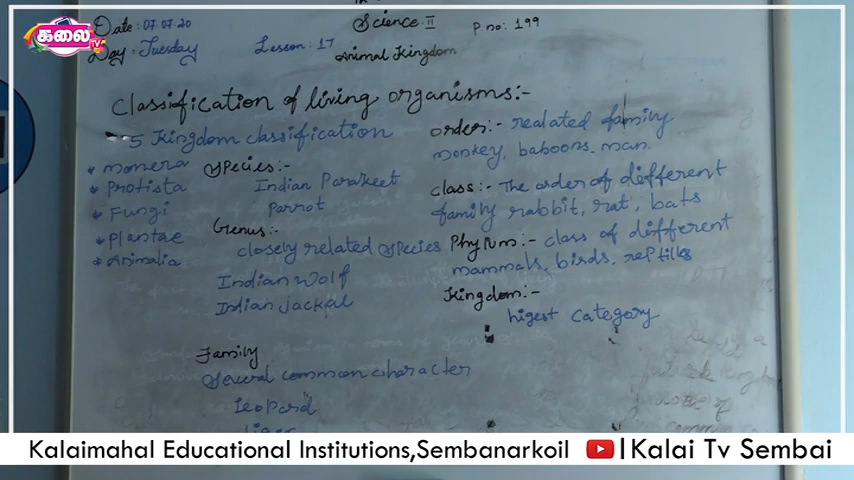 கலை TV
Date: 07.07.20
Science-II
P.no: 199
Day: Tuesday
Lesson: 17
Animal Kingdom
Classification of living organisms:-
5 Kingdom classification
* monera
* Protista
* Fungi
* Plantae
* Animalia
Species:-
Indian Parakeet
Parrot
Genus:-
closely related species
Indian wolf
Indian jackal
Family
Several common character
leopard
order:- realated family
monkey, baboons, man.
class:- The order of different
family rabbit, rat, bats
Phylum:- class of different
mammals, birds, reptiles
Kingdom:-
higest category
Kalaimahal Educational Institutions,Sembanarkoil
|Kalai Tv Sembai